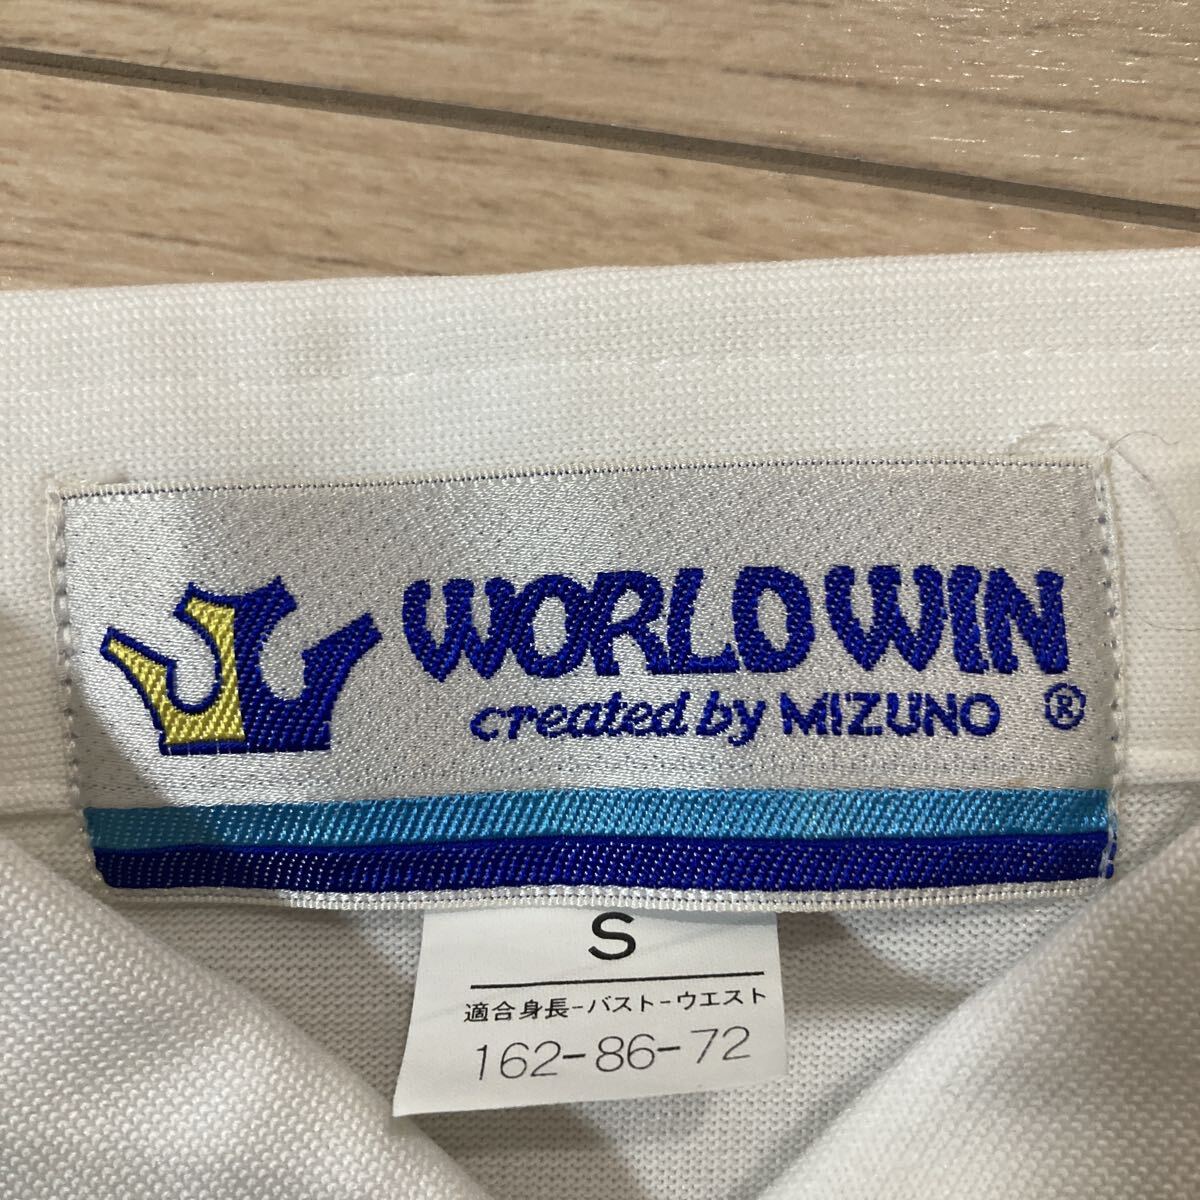 WORLD WIN
created by MIZUNO ®
S
適合身長-バスト-ウエスト
162-86-72